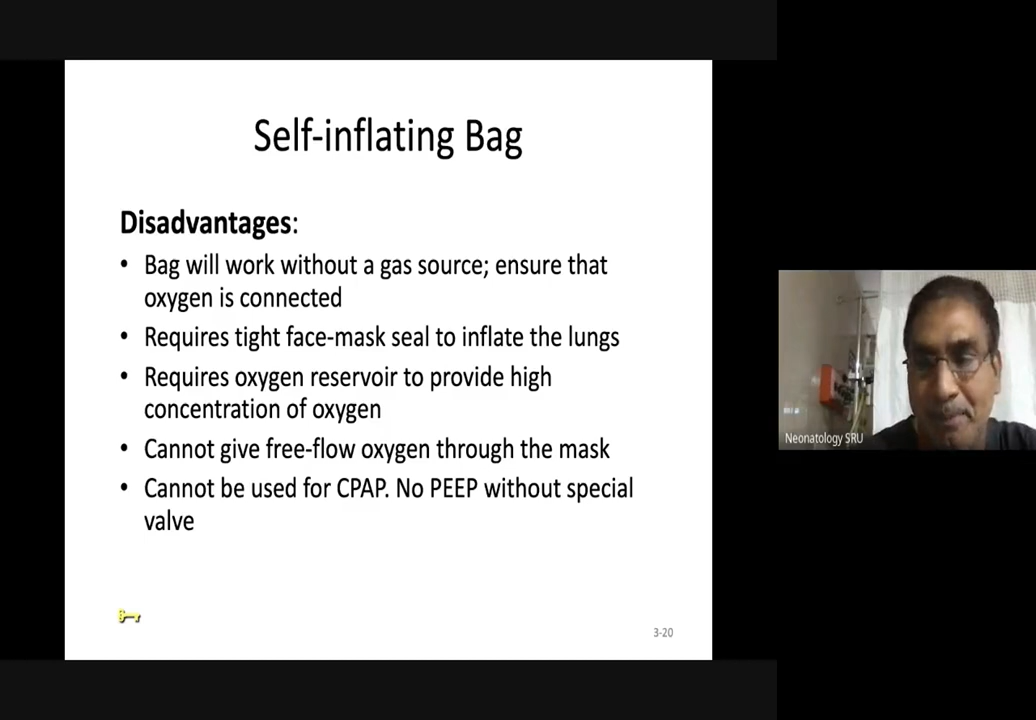 Self-inflating Bag
Disadvantages:
• Bag will work without a gas source; ensure that
oxygen is connected
• Requires tight face-mask seal to inflate the lungs
• Requires oxygen reservoir to provide high
concentration of oxygen
• Cannot give free-flow oxygen through the mask
• Cannot be used for CPAP. No PEEP without special
valve
3-20
Neonatology SRU